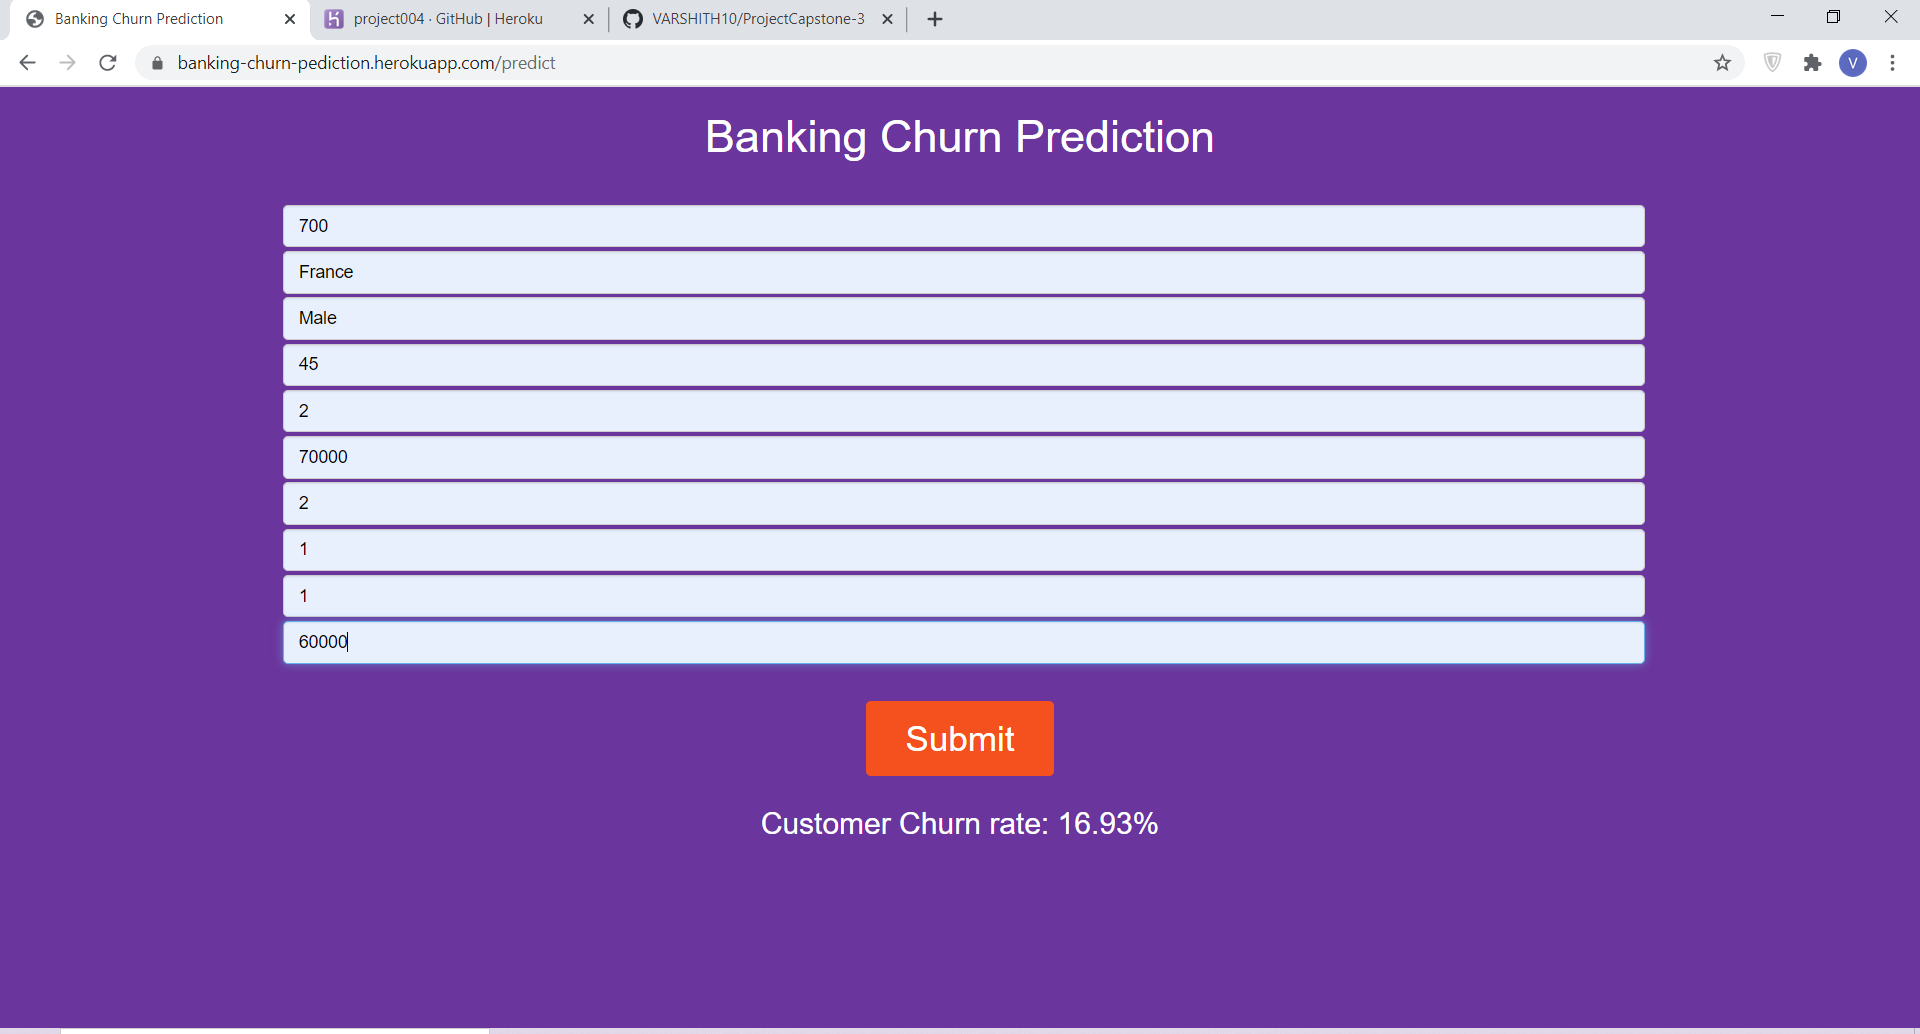 Banking Churn Prediction
project004 · GitHub | Heroku
VARSHITH10/ProjectCapstone-3
banking-churn-pediction.herokuapp.com/predict
V
Banking Churn Prediction
700
France
Male
45
2
70000
2
1
1
60000
Submit
Customer Churn rate: 16.93%